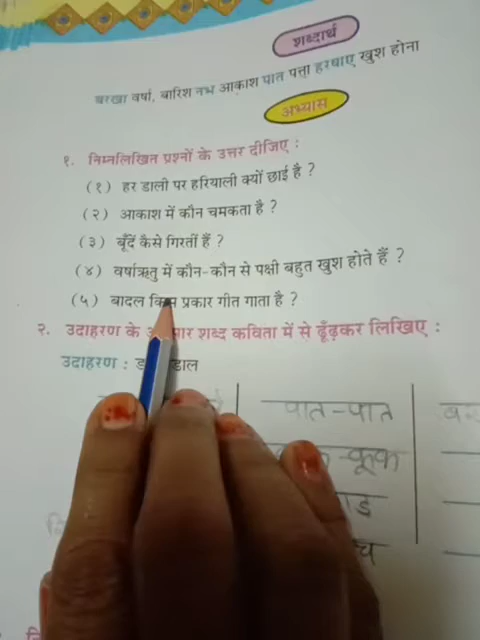 शब्दार्थ
बरखा वर्षा, बारिश नभ आकाश पात पत्ता हरषाए खुश होना
अभ्यास
१. निम्नलिखित प्रश्नों के उत्तर दीजिए :
(१) हर डाली पर हरियाली क्यों छाई है ?
(२) आकाश में कौन चमकता है ?
(३) बूँदें कैसे गिरतीं हैं ?
(४) वर्षाऋतु में कौन-कौन से पक्षी बहुत खुश होते हैं ?
(५) बादल किस प्रकार गीत गाता है ?
२. उदाहरण के शब्द कविता में से ढूँढ़कर लिखिए :
उदाहरण : डाल
पात-पात
कूक